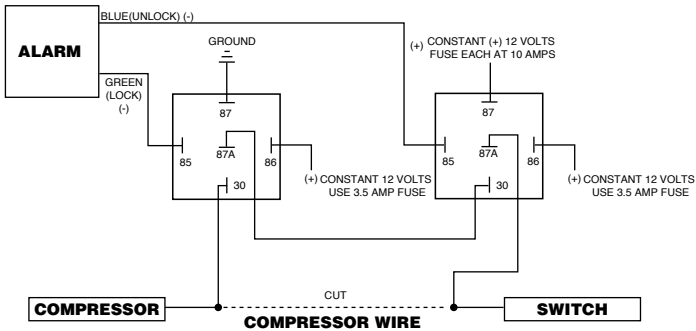 BLUE(UNLOCK) (-)
ALARM
GREEN
(LOCK)
(-)
GROUND
(+) CONSTANT (+) 12 VOLTS
FUSE EACH AT 10 AMPS
87
87
85
87A
86
85
87A
86
30
30
(+) CONSTANT 12 VOLTS
USE 3.5 AMP FUSE
(+) CONSTANT 12 VOLTS
USE 3.5 AMP FUSE
CUT
COMPRESSOR
SWITCH
COMPRESSOR WIRE